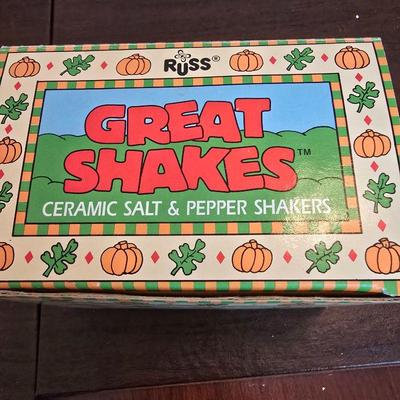 RUSS®
GREAT
SHAKES™
CERAMIC SALT & PEPPER SHAKERS